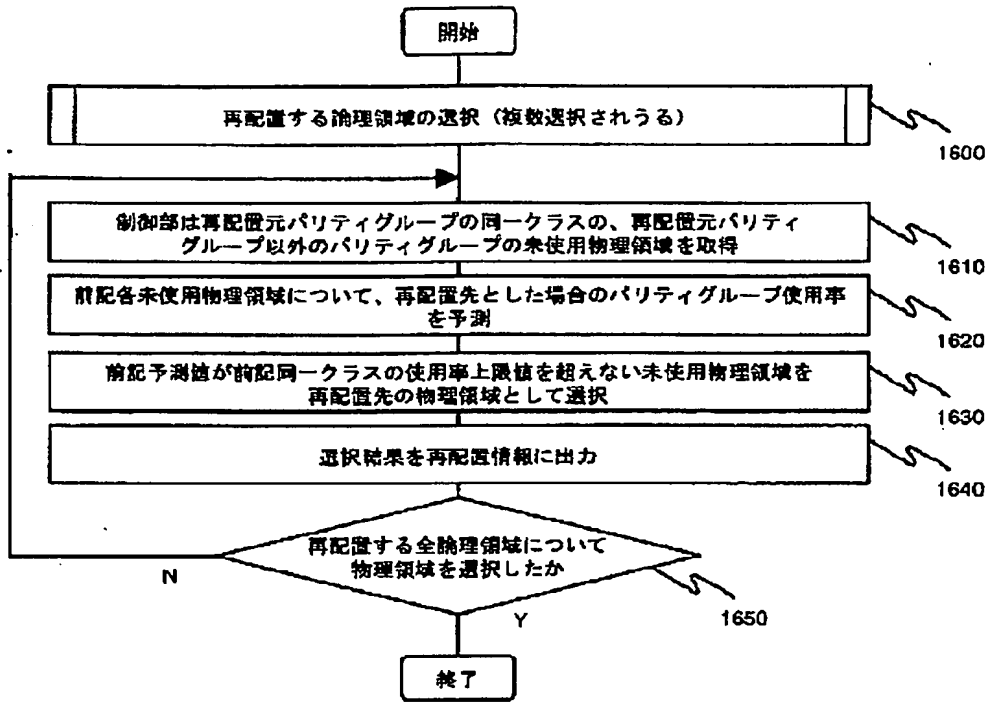 開始
再配置する論理領域の選択（複数選択されうる）
1600
制御部は再配置元パリティグループの同一クラスの、再配置元パリティ
グループ以外のパリティグループの未使用物理領域を取得
1610
前記各未使用物理領域について、再配置先とした場合のパリティグループ使用率
を予測
1620
前記予測値が前記同一クラスの使用率上限値を超えない未使用物理領域を
再配置先の物理領域として選択
1630
選択結果を再配置情報に出力
1640
再配置する全論理領域について
物理領域を選択したか
N
Y
1650
終了